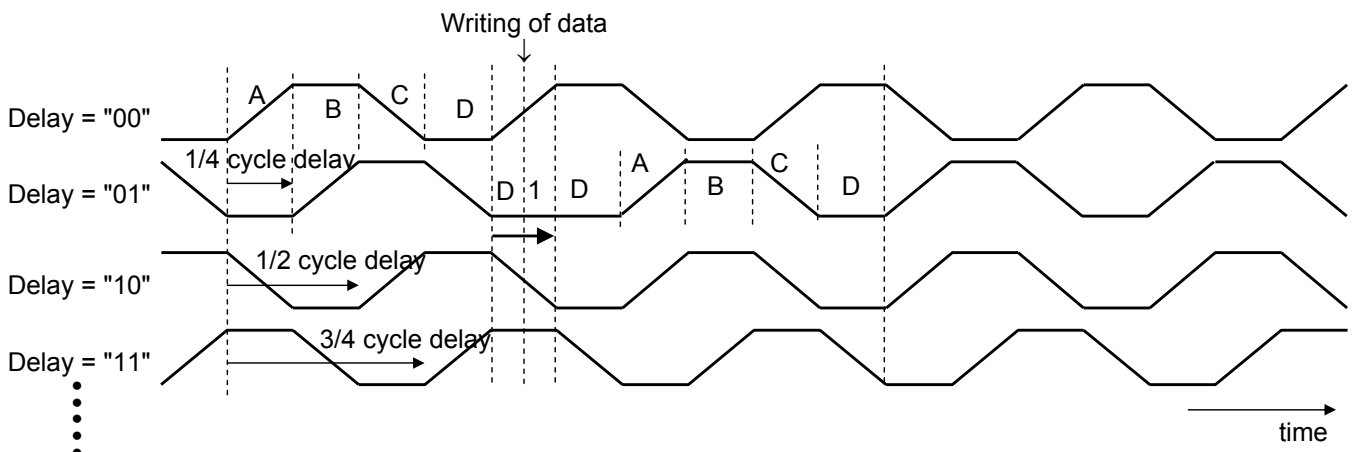 Writing of data
↓
A B C D
Delay = "00"
1/4 cycle delay
A C
Delay = "01" D 1 D B D
1/2 cycle delay
Delay = "10"
3/4 cycle delay
Delay = "11"
time